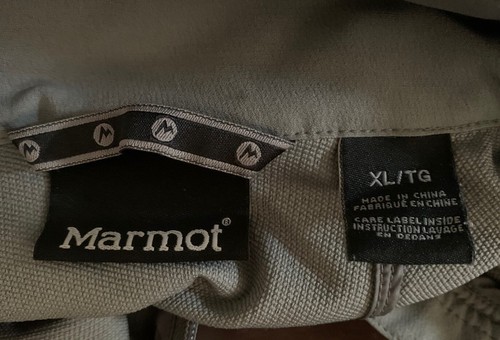 Marmot®
XL/TG
MADE IN CHINA
FABRIQUÉ EN CHINE
CARE LABEL INSIDE
INSTRUCTION LAVAGE
EN DEDANS